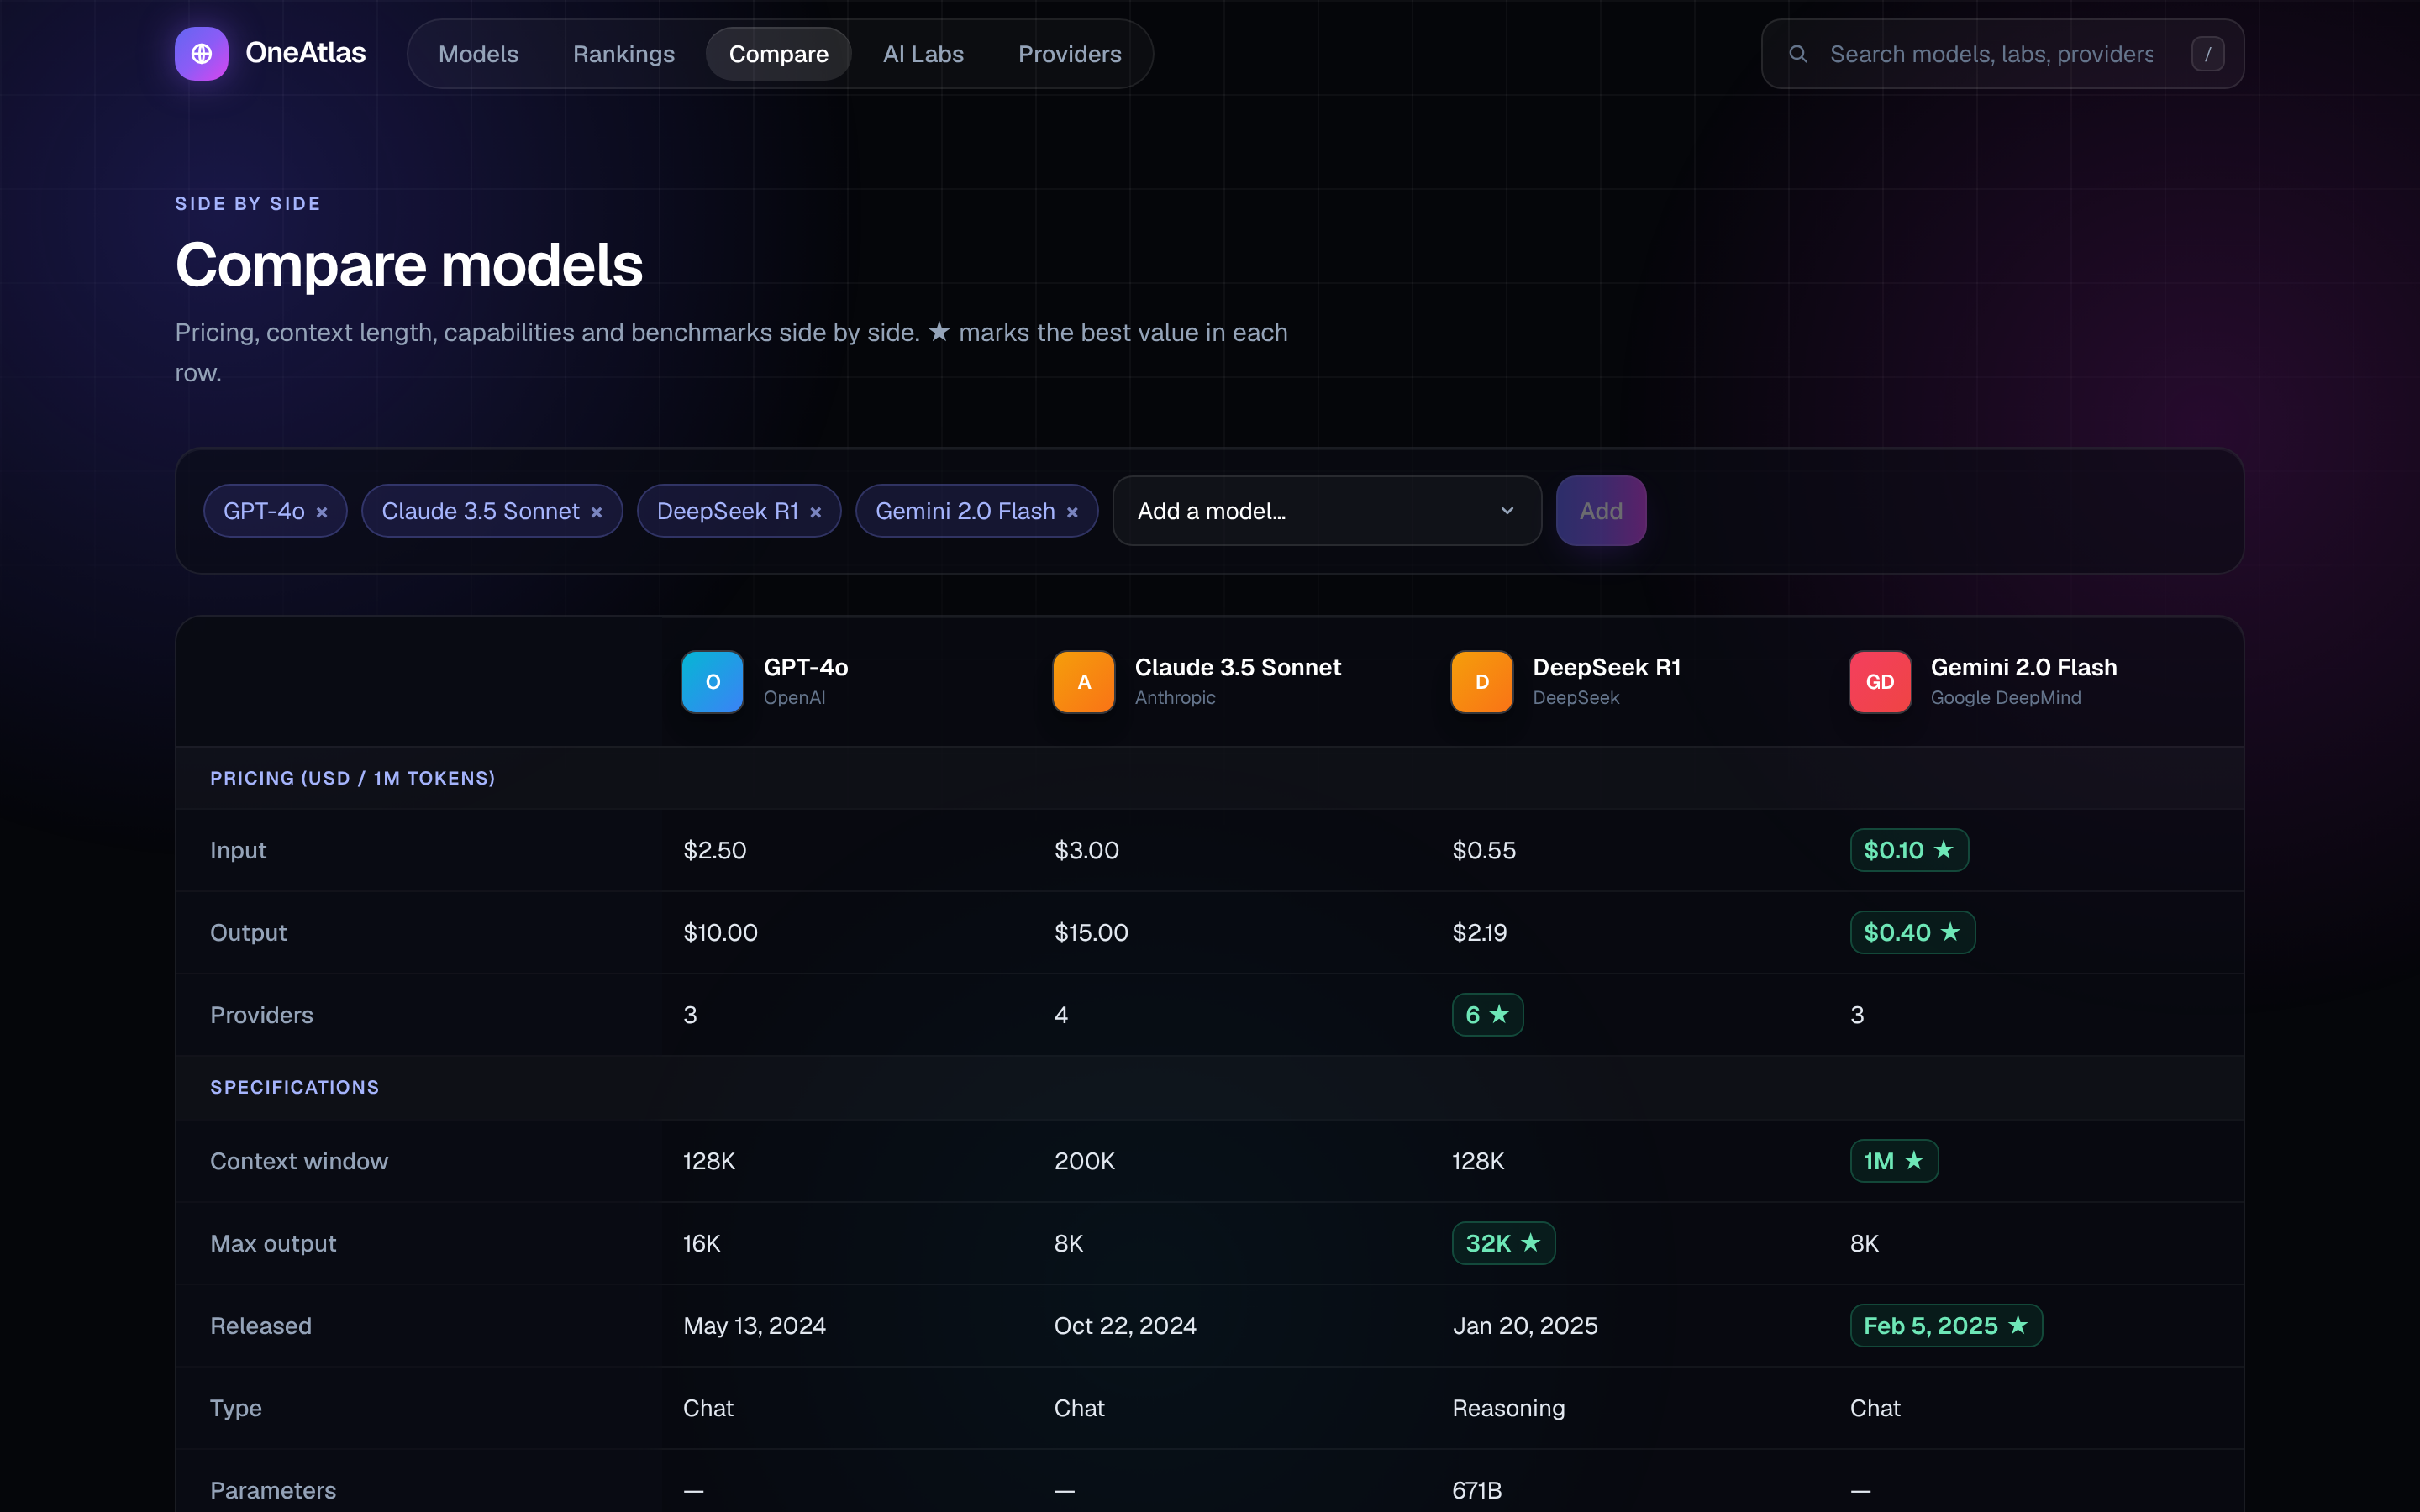 OneAtlas
Models
Rankings
Compare
AI Labs
Providers
Search models, labs, providers
/
SIDE BY SIDE
Compare models
Pricing, context length, capabilities and benchmarks side by side. ★ marks the best value in each
row.
GPT-4o ×
Claude 3.5 Sonnet ×
DeepSeek R1 ×
Gemini 2.0 Flash ×
Add a model…
Add
O GPT-4o OpenAI
A Claude 3.5 Sonnet Anthropic
D DeepSeek R1 DeepSeek
GD Gemini 2.0 Flash Google DeepMind
PRICING (USD / 1M TOKENS)
Input $2.50 $3.00 $0.55 $0.10 ★
Output $10.00 $15.00 $2.19 $0.40 ★
Providers 3 4 6 ★ 3
SPECIFICATIONS
Context window 128K 200K 128K 1M ★
Max output 16K 8K 32K ★ 8K
Released May 13, 2024 Oct 22, 2024 Jan 20, 2025 Feb 5, 2025 ★
Type Chat Chat Reasoning Chat
Parameters — — 671B —